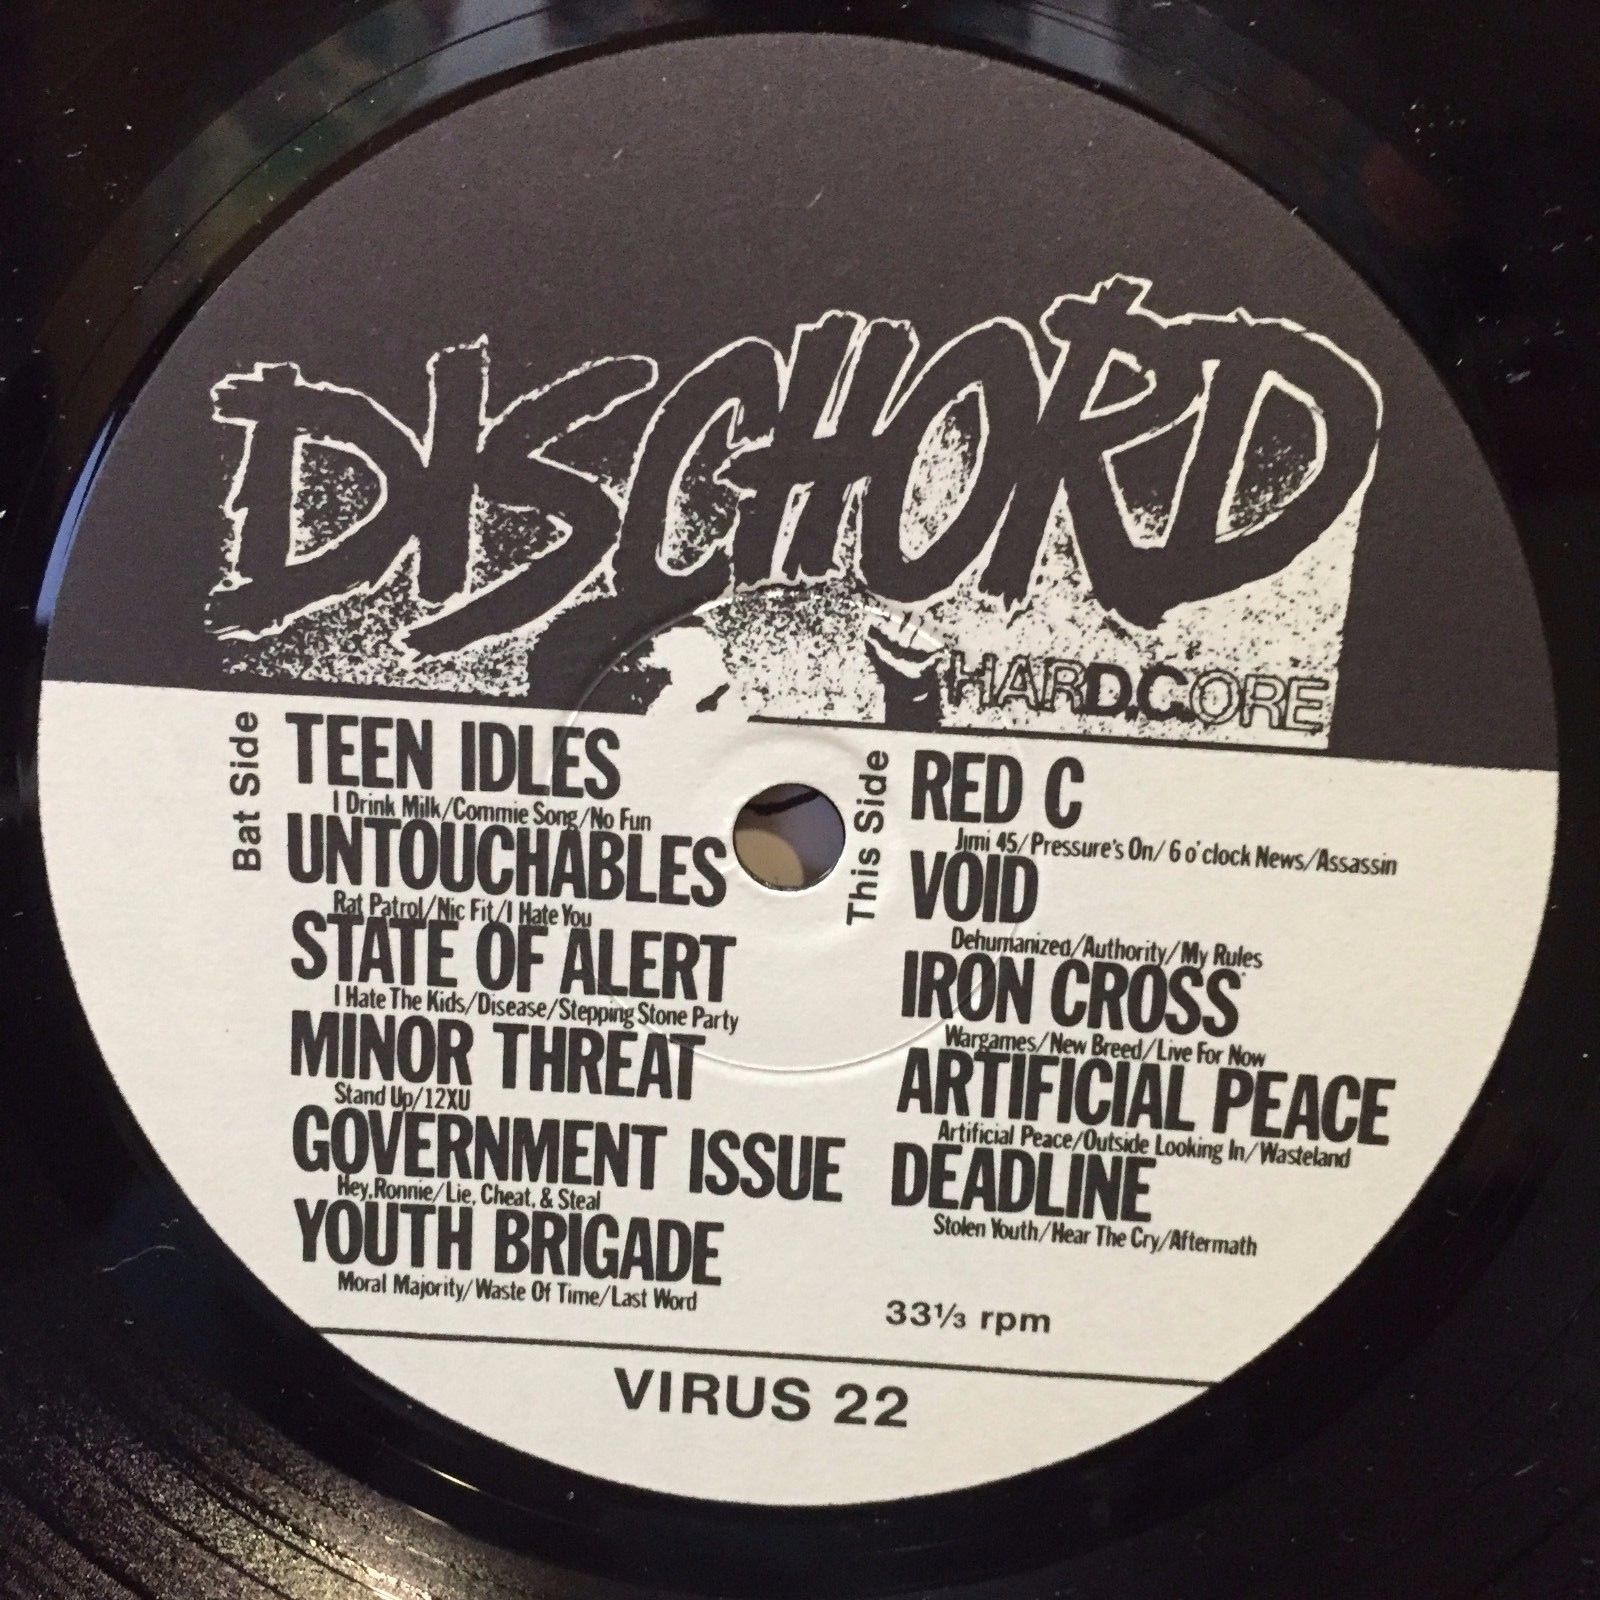 DISCHORD
HARD.C.ORE
Bat Side
TEEN IDLES
I Drink Milk/Commie Song/No Fun
UNTOUCHABLES
Rat Patrol/Nic Fit/I Hate You
STATE OF ALERT
I Hate The Kids/Disease/Stepping Stone Party
MINOR THREAT
Stand Up/12XU
GOVERNMENT ISSUE
Hey, Ronnie/Lie, Cheat, & Steal
YOUTH BRIGADE
Moral Majority/Waste Of Time/Last Word
This Side
RED C
Jimi 45/Pressure's On/6 o'clock News/Assassin
VOID
Dehumanized/Authority/My Rules
IRON CROSS
Wargames/New Breed/Live For Now
ARTIFICIAL PEACE
Artificial Peace/Outside Looking In/Wasteland
DEADLINE
Stolen Youth/Hear The Cry/Aftermath
33⅓ rpm
VIRUS 22